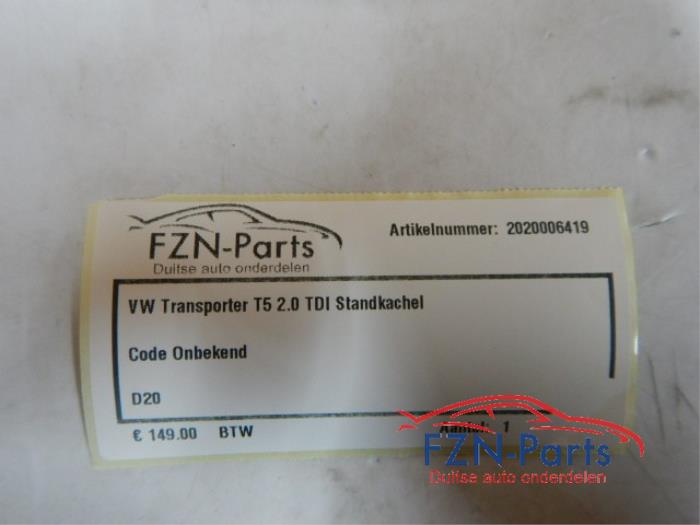 FZN-Parts
Duitse auto onderdelen
Artikelnummer: 2020006419
VW Transporter T5 2.0 TDI Standkachel
Code Onbekend
D20
€ 149.00 BTW
Aantal: 1
FZN-Parts
Duitse auto onderdelen